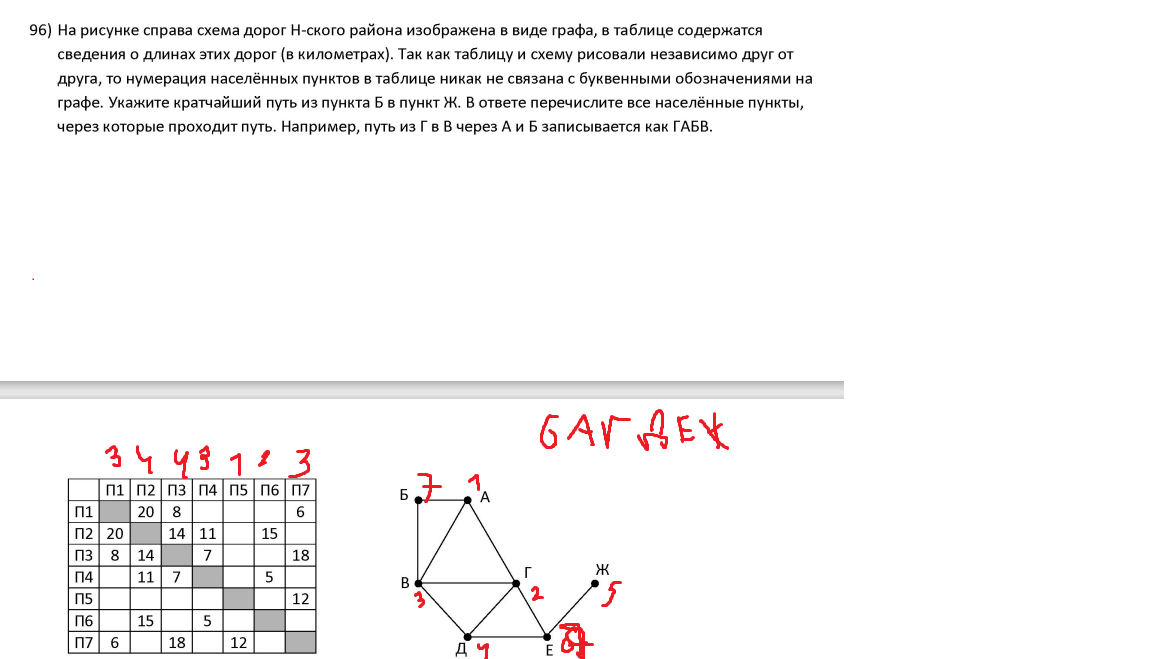 96) На рисунке справа схема дорог Н-ского района изображена в виде графа, в таблице содержатся
сведения о длинах этих дорог (в километрах). Так как таблицу и схему рисовали независимо друг от
друга, то нумерация населённых пунктов в таблице никак не связана с буквенными обозначениями на
графе. Укажите кратчайший путь из пункта Б в пункт Ж. В ответе перечислите все населённые пункты,
через которые проходит путь. Например, путь из Г в В через А и Б записывается как ГАБВ.
БАГДЕЖ
3 4 4 3 1 2 3
П1 П2 П3 П4 П5 П6 П7
П1 20 8 6
П2 20 14 11 15
П3 8 14 7 18
П4 11 7 5
П5 12
П6 15 5
П7 6 18 12
Б 7 1 А
В 3 Г 2 Ж 5
Д 4 Е